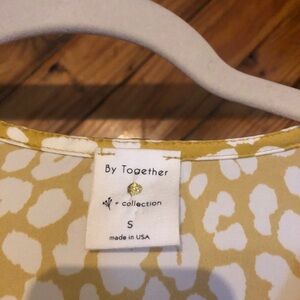 By Together
+ collection
S
made in USA